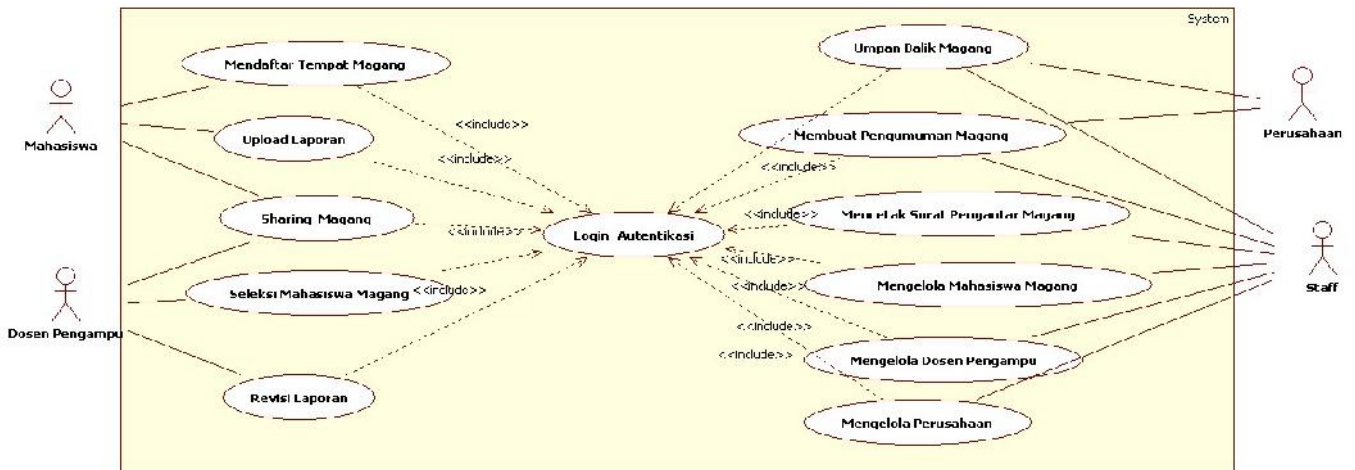 System
Mahasiswa
Dosen Pengampu
Mendaftar Tempat Magang
Upload Laporan
Sharing Magang
Seleksi Mahasiswa Magang
Revisi Laporan
<<include>>
<<include>>
<<include>>
<<include>>
Login Autentikasi
<<include>>
<<include>>
<<include>>
<<include>>
<<include>>
<<include>>
Umpan Balik Magang
Membuat Pengumuman Magang
Mencetak Surat Pengantar Magang
Mengelola Mahasiswa Magang
Mengelola Dosen Pengampu
Mengelola Perusahaan
Perusahaan
Staff